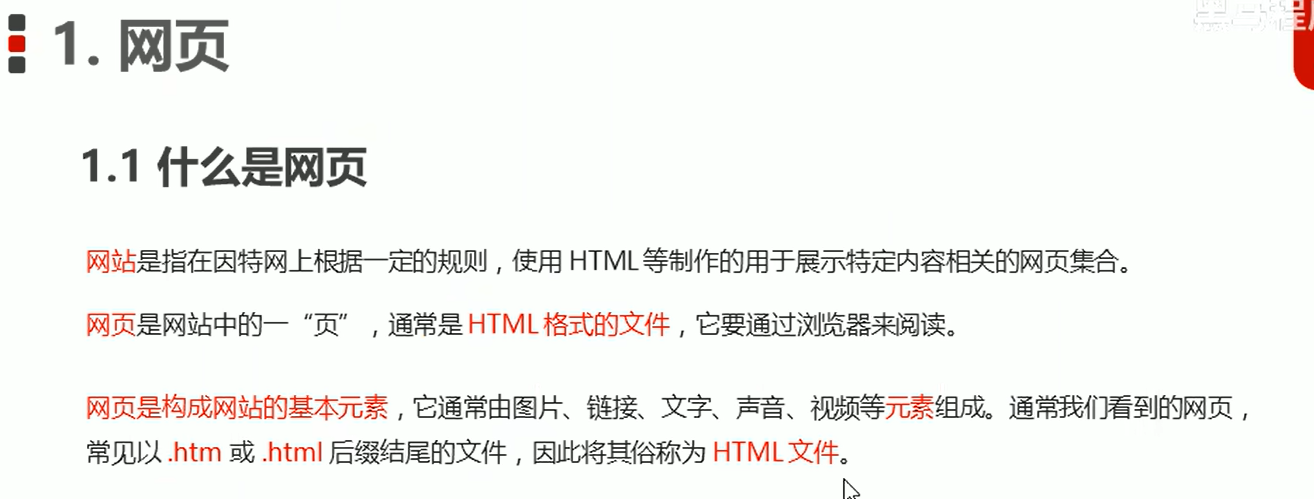 1. 网页
1.1 什么是网页
网站是指在因特网上根据一定的规则，使用 HTML 等制作的用于展示特定内容相关的网页集合。
网页是网站中的一“页”，通常是 HTML 格式的文件，它要通过浏览器来阅读。
网页是构成网站的基本元素，它通常由图片、链接、文字、声音、视频等元素组成。通常我们看到的网页，
常见以 .htm 或 .html 后缀结尾的文件，因此将其俗称为 HTML 文件。